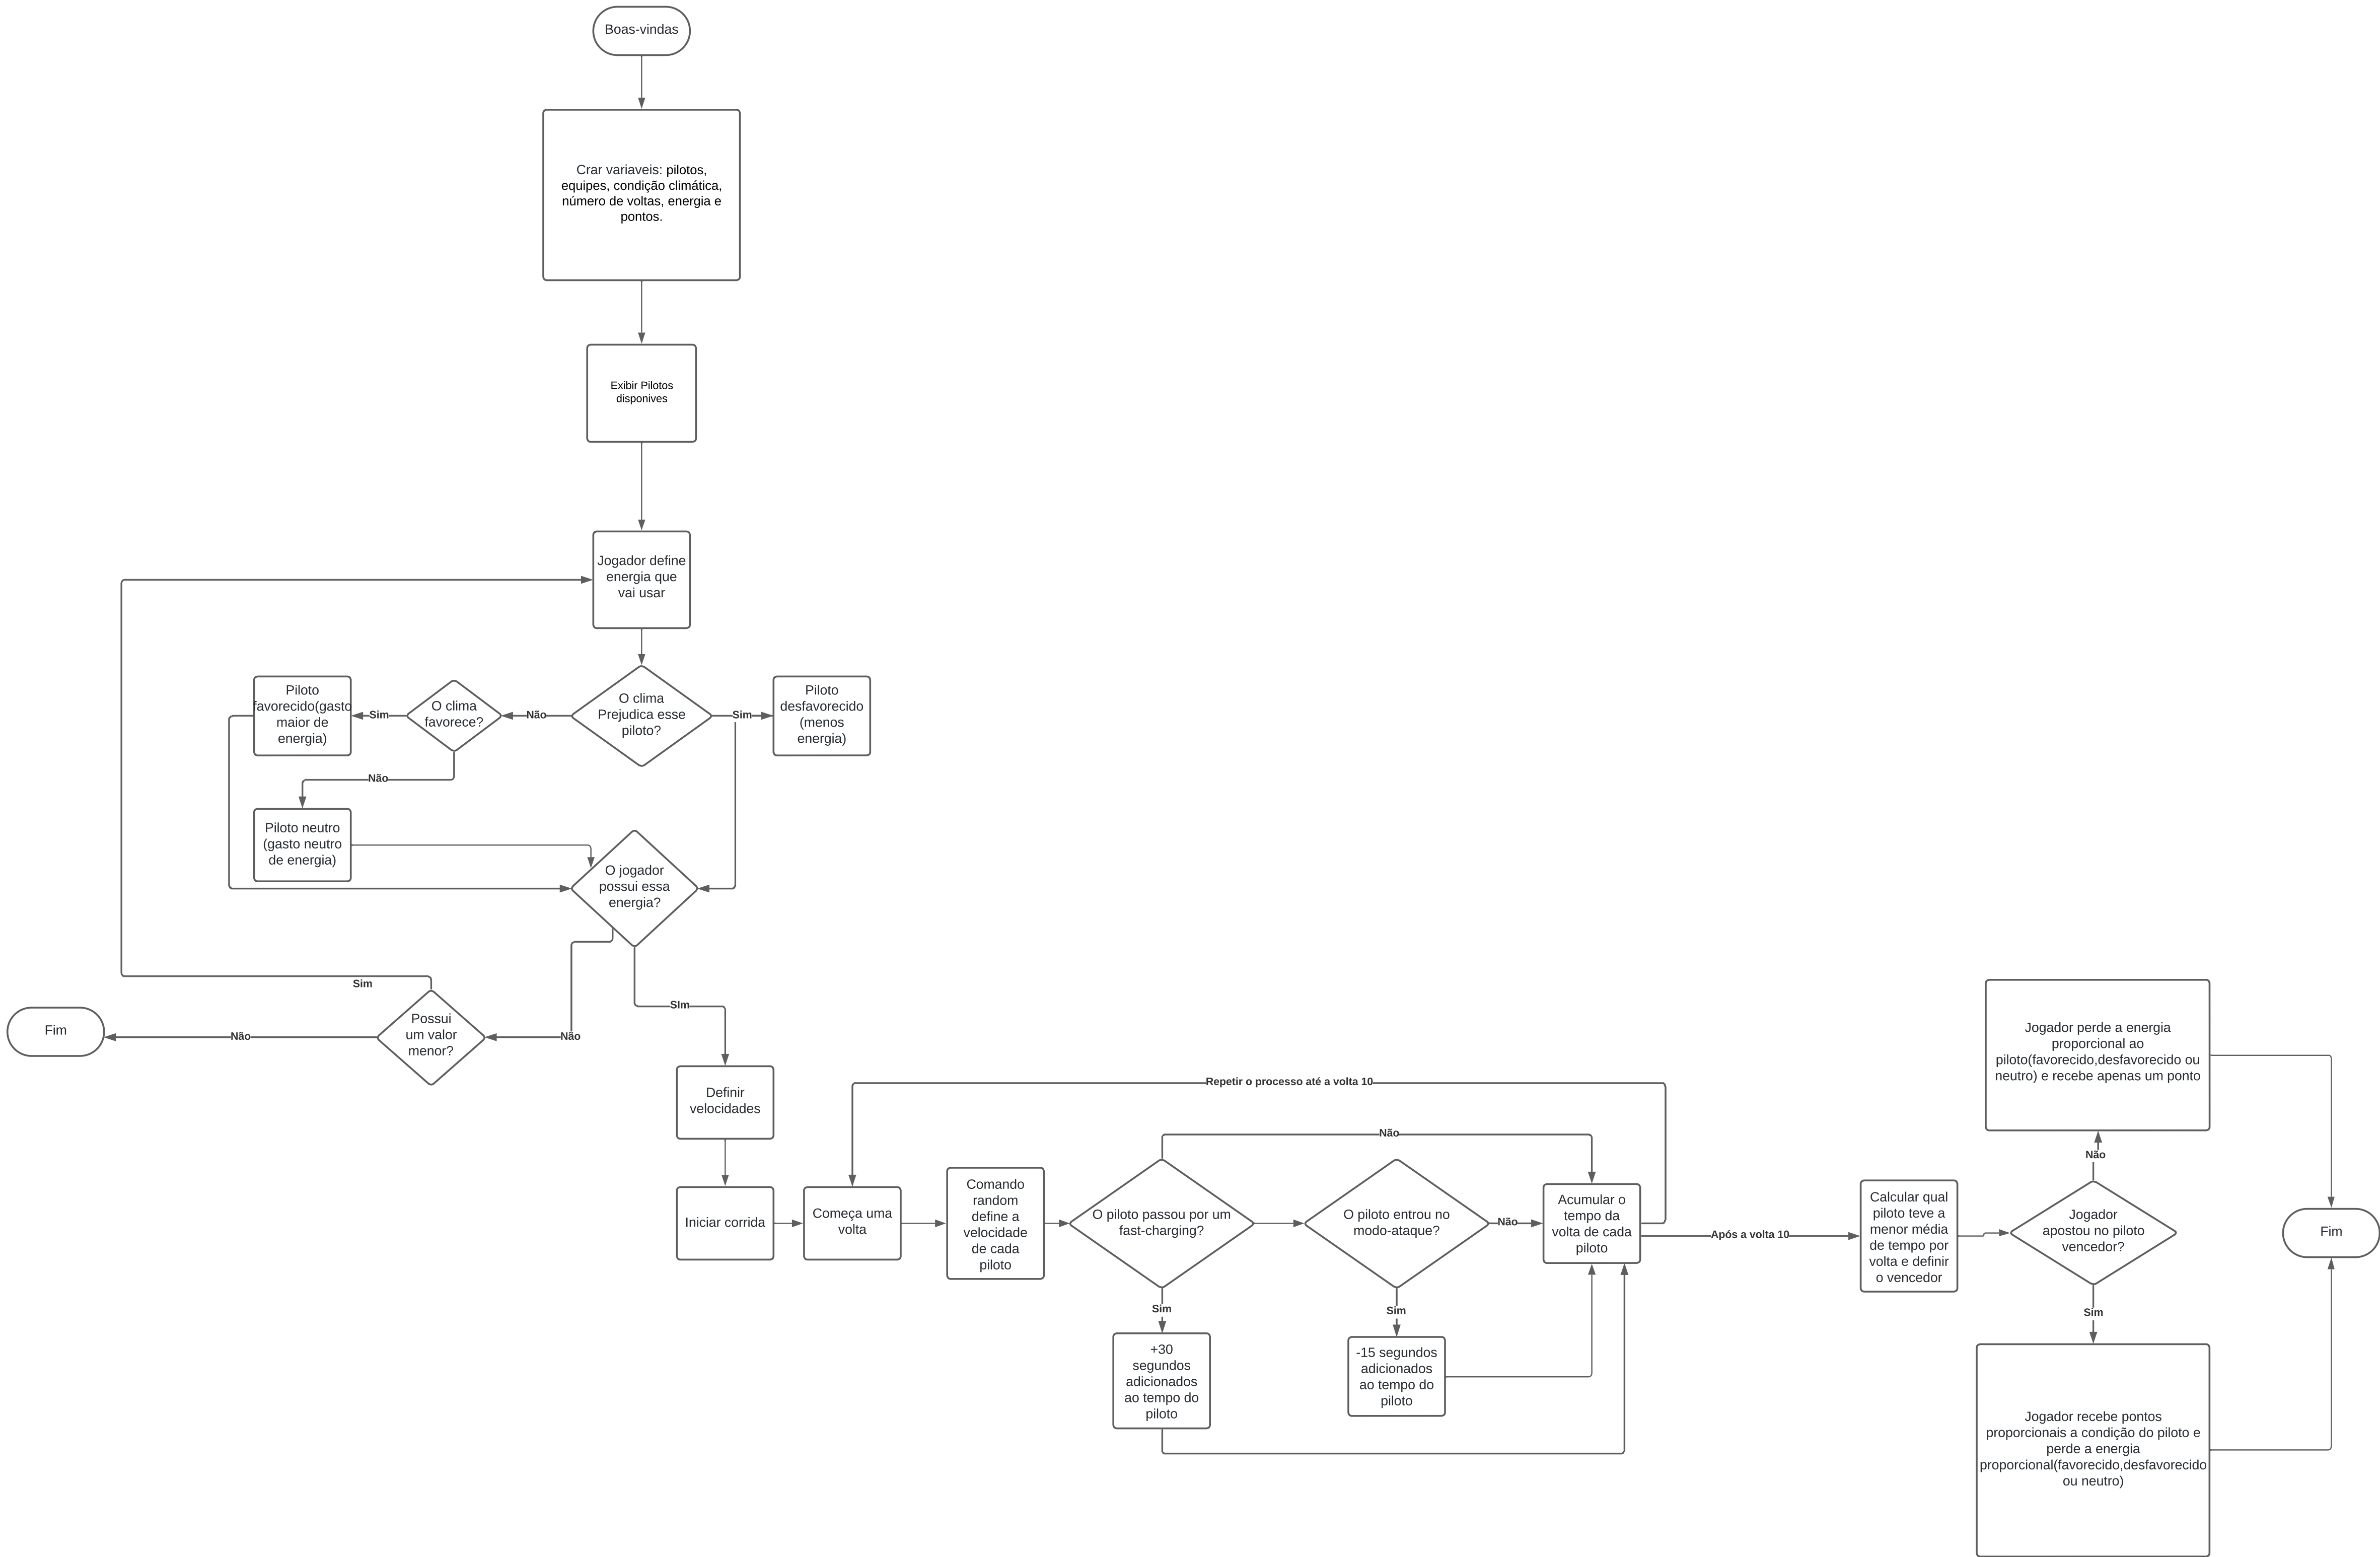 Boas-vindas
Crar variaveis: pilotos,
equipes, condição climática,
número de voltas, energia e
pontos.
Exibir Pilotos
disponives
Jogador define
energia que
vai usar
Piloto
favorecido(gasto
maior de
energia)
Sim
O clima
favorece?
Não
O clima
Prejudica esse
piloto?
Sim
Piloto
desfavorecido
(menos
energia)
Não
Piloto neutro
(gasto neutro
de energia)
O jogador
possui essa
energia?
Sim
Fim
Não
Possui
um valor
menor?
Não
SIm
Definir
velocidades
Iniciar corrida
Repetir o processo até a volta 10
Começa uma
volta
Comando
random
define a
velocidade
de cada
piloto
Não
O piloto passou por um
fast-charging?
Sim
+30
segundos
adicionados
ao tempo do
piloto
O piloto entrou no
modo-ataque?
Não
Sim
-15 segundos
adicionados
ao tempo do
piloto
Acumular o
tempo da
volta de cada
piloto
Após a volta 10
Calcular qual
piloto teve a
menor média
de tempo por
volta e definir
o vencedor
Jogador
apostou no piloto
vencedor?
Não
Jogador perde a energia
proporcional ao
piloto(favorecido,desfavorecido ou
neutro) e recebe apenas um ponto
Sim
Jogador recebe pontos
proporcionais a condição do piloto e
perde a energia
proporcional(favorecido,desfavorecido
ou neutro)
Fim